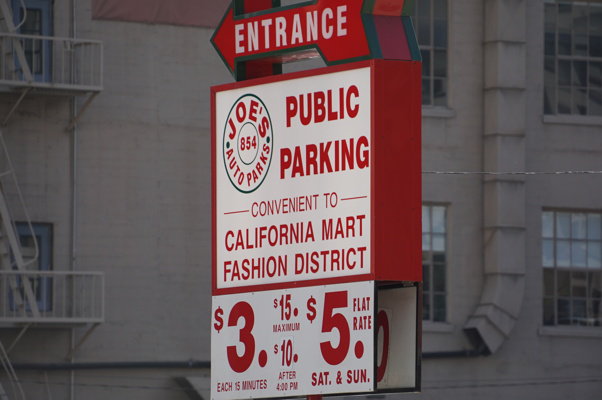 ENTRANCE
JOE'S
854
AUTO PARKS
PUBLIC
PARKING
CONVENIENT TO
CALIFORNIA MART
FASHION DISTRICT
$3.
EACH 15 MINUTES
$15.
MAXIMUM
$10.
AFTER
4:00 PM
$5.
FLAT
RATE
SAT. & SUN.